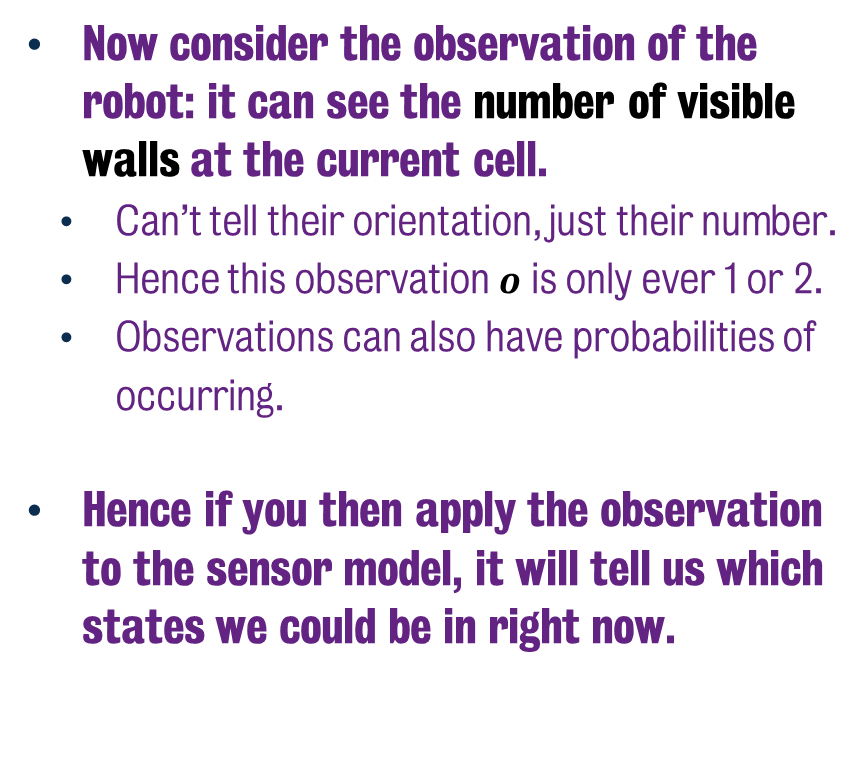 • Now consider the observation of the
robot: it can see the number of visible
walls at the current cell.
• Can’t tell their orientation, just their number.
• Hence this observation o is only ever 1 or 2.
• Observations can also have probabilities of
occurring.
• Hence if you then apply the observation
to the sensor model, it will tell us which
states we could be in right now.